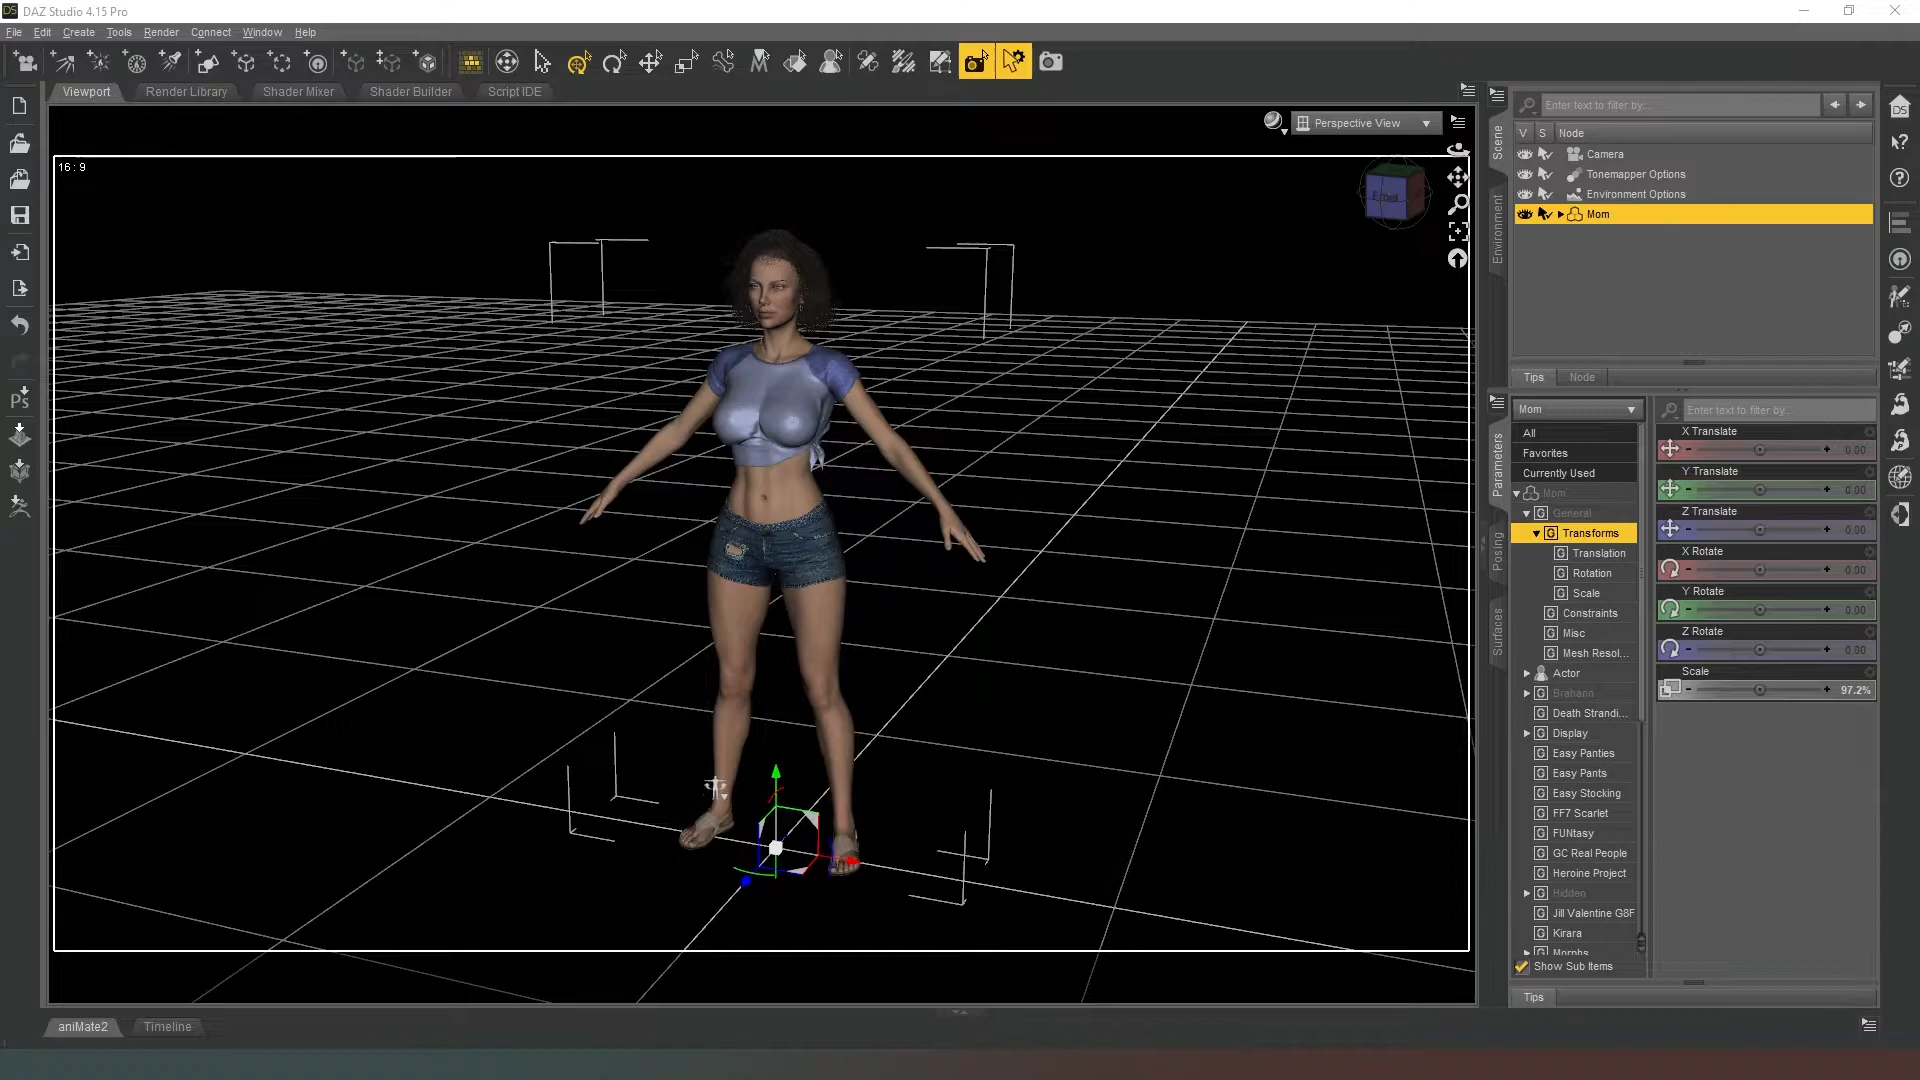 DS DAZ Studio 4.15 Pro
File Edit Create Tools Render Connect Window Help
Viewport Render Library Shader Mixer Shader Builder Script IDE
Perspective View
16 : 9
Front
Enter text to filter by...
V S Node
Camera
Tonemapper Options
Environment Options
Mom
Scene
Environment
Tips Node
Mom
Enter text to filter by...
All
Favorites
Currently Used
Mom
General
Transforms
Translation
Rotation
Scale
Constraints
Misc
Mesh Resol...
Actor
Brahann
Death Strandi...
Display
Easy Panties
Easy Pants
Easy Stocking
FF7 Scarlet
FUNtasy
GC Real People
Heroine Project
Hidden
Jill Valentine G8F
Kirara
Morphs
Show Sub Items
Parameters
Posing
Surfaces
X Translate
0.00
Y Translate
0.00
Z Translate
0.00
X Rotate
0.00
Y Rotate
0.00
Z Rotate
0.00
Scale
97.2%
Tips
Ps
DS
aniMate2 Timeline